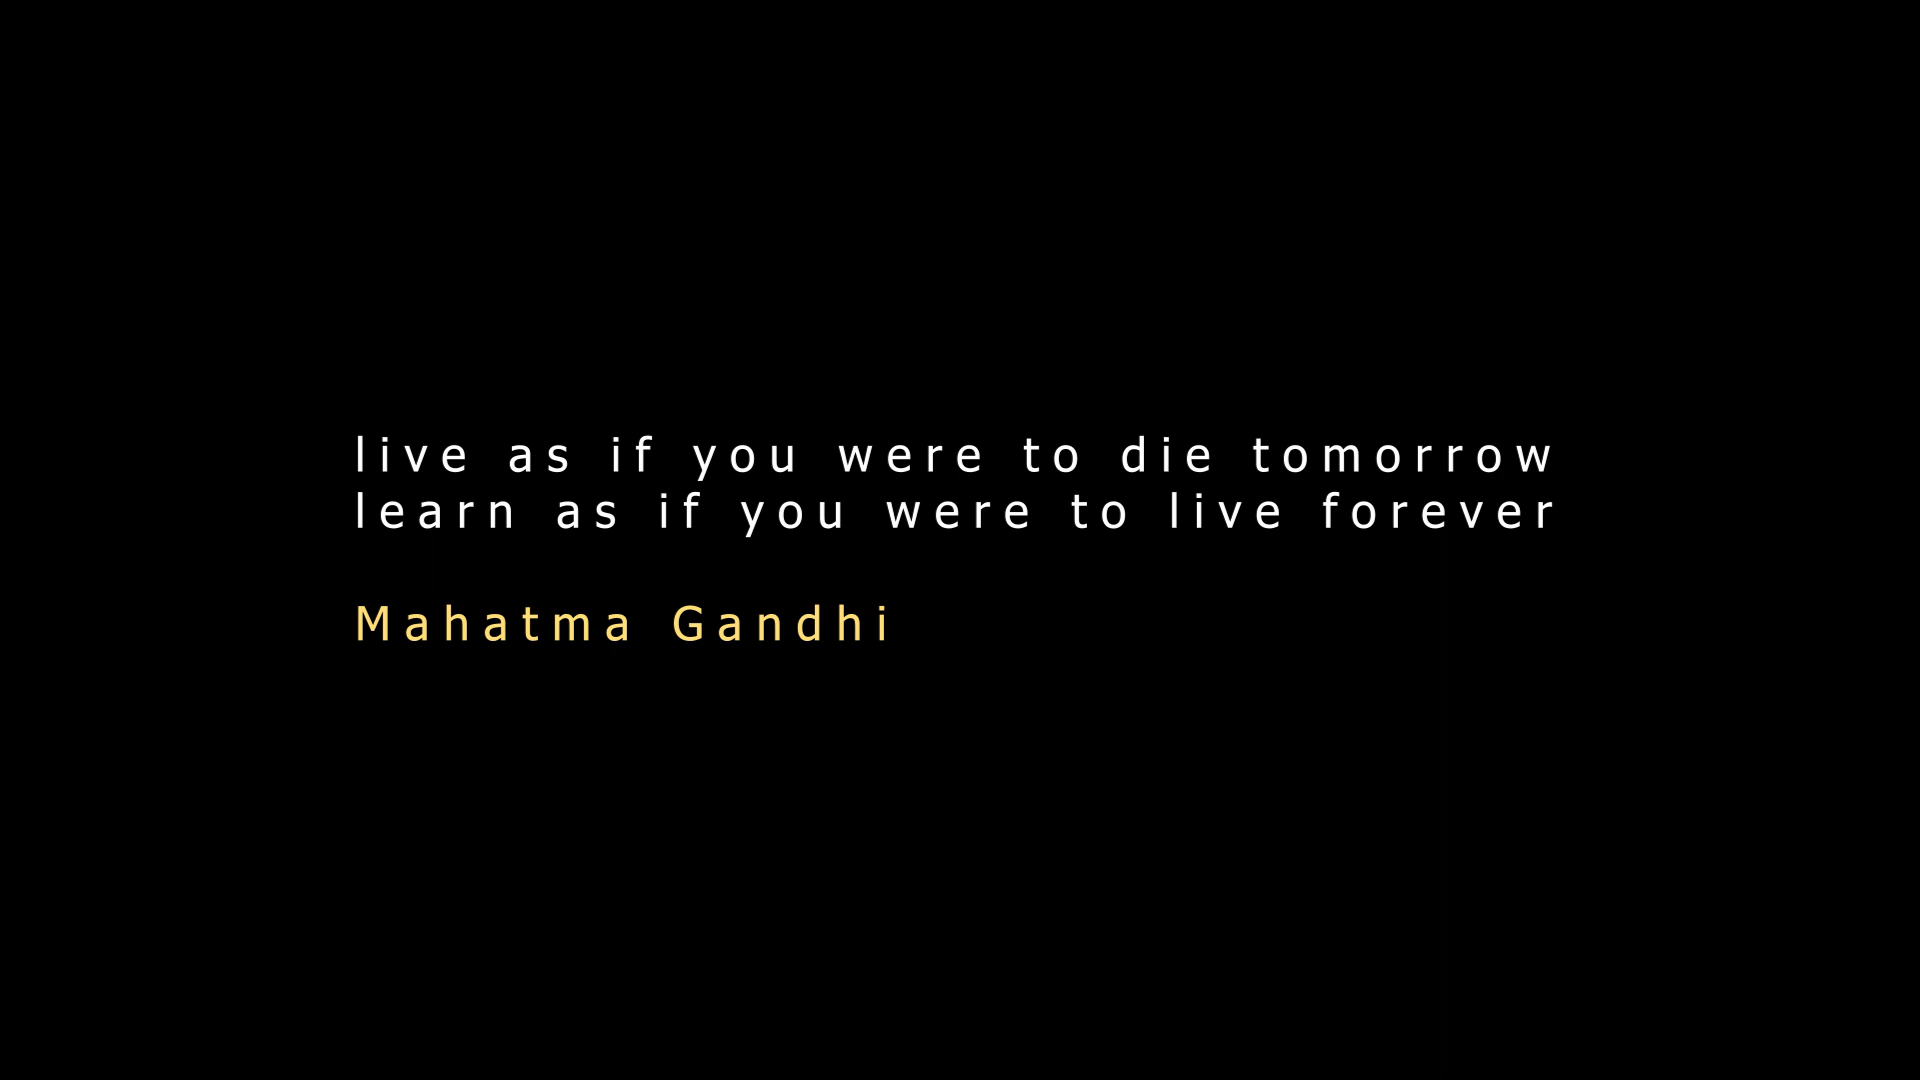 live as if you were to die tomorrow
learn as if you were to live forever
Mahatma Gandhi